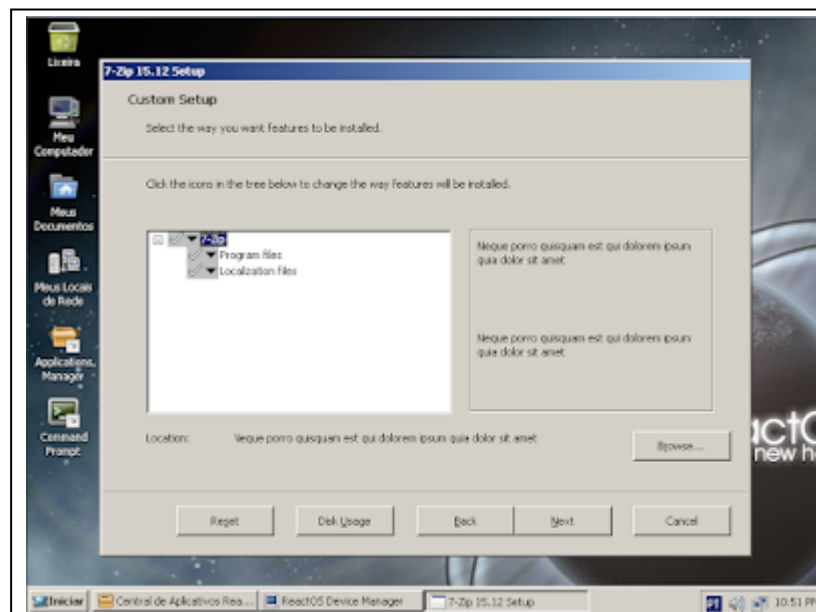 Lixeira
7-Zip 15.12 Setup
Custom Setup
Select the way you want features to be installed.
Meu
Computador
Click the icons in the tree below to change the way features will be installed.
Meus
Documentos
7-Zip
Program files
Localization files
Neque porro quisquam est qui dolorem ipsum
quia dolor sit amet
Meus Locais
de Rede
Neque porro quisquam est qui dolorem ipsum
quia dolor sit amet
Applications
Manager
Location:
Neque porro quisquam est qui dolorem ipsum quia dolor sit amet
Browse...
Command
Prompt
actO
new h
Reset
Disk Usage
Back
Next
Cancel
Iniciar
Central de Aplicativos Rea...
ReactOS Device Manager
7-Zip 15.12 Setup
PT
10:51 PM